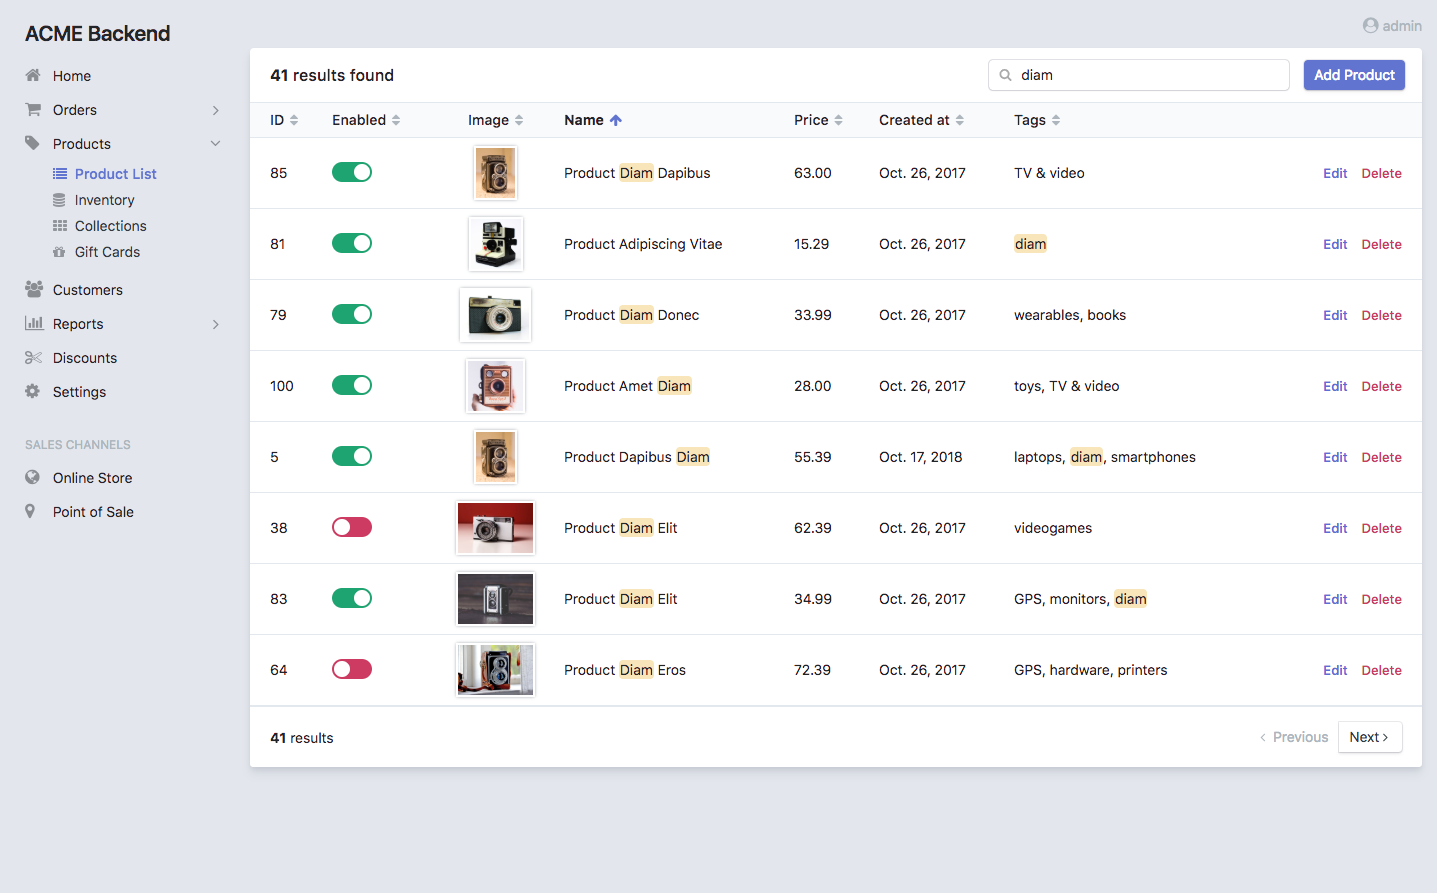 ACME Backend
admin
Home
Orders
Products
Product List
Inventory
Collections
Gift Cards
Customers
Reports
Discounts
Settings
SALES CHANNELS
Online Store
Point of Sale
41 results found
diam
Add Product
ID Enabled Image Name Price Created at Tags
85 Product Diam Dapibus 63.00 Oct. 26, 2017 TV & video Edit Delete
81 Product Adipiscing Vitae 15.29 Oct. 26, 2017 diam Edit Delete
79 Product Diam Donec 33.99 Oct. 26, 2017 wearables, books Edit Delete
100 Product Amet Diam 28.00 Oct. 26, 2017 toys, TV & video Edit Delete
5 Product Dapibus Diam 55.39 Oct. 17, 2018 laptops, diam, smartphones Edit Delete
38 Product Diam Elit 62.39 Oct. 26, 2017 videogames Edit Delete
83 Product Diam Elit 34.99 Oct. 26, 2017 GPS, monitors, diam Edit Delete
64 Product Diam Eros 72.39 Oct. 26, 2017 GPS, hardware, printers Edit Delete
41 results
Previous Next